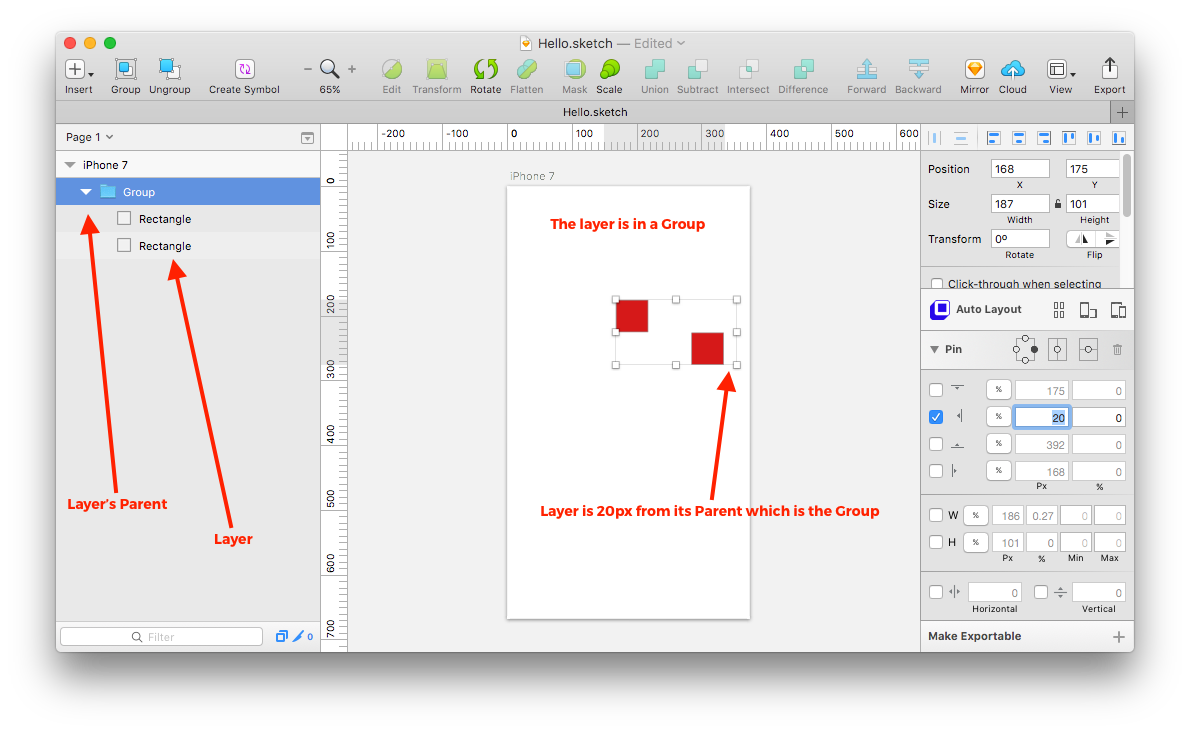 Hello.sketch — Edited
Insert Group Ungroup Create Symbol − + 65% Edit Transform Rotate Flatten Mask Scale Union Subtract Intersect Difference Forward Backward Mirror Cloud View Export
Hello.sketch +
Page 1
iPhone 7
Group
Rectangle
Rectangle
Layer's Parent
Layer
Filter
0
-200 -100 0 100 200 300 400 500 600
0
100
200
300
400
500
600
700
iPhone 7
The layer is in a Group
Layer is 20px from its Parent which is the Group
Position 168 175
X Y
Size 187 101
Width Height
Transform 0º
Rotate Flip
Click-through when selecting
Auto Layout
Pin
% 175 0
% 20 0
% 392 0
% 168 0
Px %
W % 186 0.27 0 0
H % 101 0 0 0
Px % Min Max
0 0
Horizontal Vertical
Make Exportable +